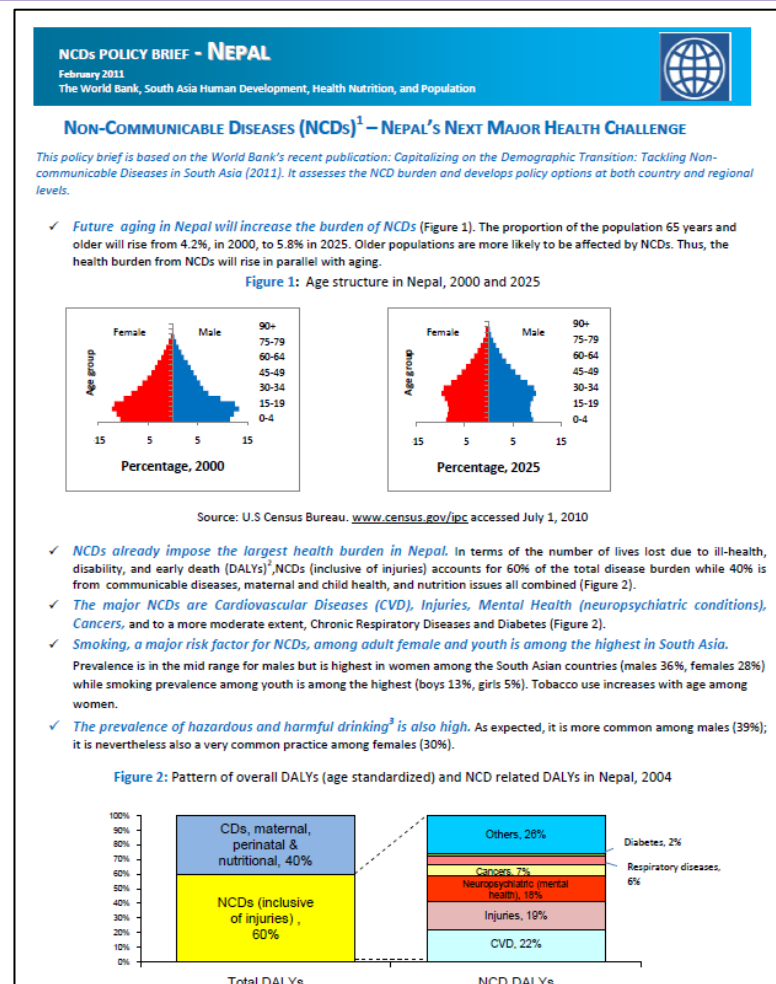 NCDs POLICY BRIEF - NEPAL
February 2011
The World Bank, South Asia Human Development, Health Nutrition, and Population
NON-COMMUNICABLE DISEASES (NCDs)1 – NEPAL'S NEXT MAJOR HEALTH CHALLENGE
This policy brief is based on the World Bank's recent publication: Capitalizing on the Demographic Transition: Tackling Non-
communicable Diseases in South Asia (2011). It assesses the NCD burden and develops policy options at both country and regional
levels.
✓ Future aging in Nepal will increase the burden of NCDs (Figure 1). The proportion of the population 65 years and
older will rise from 4.2%, in 2000, to 5.8% in 2025. Older populations are more likely to be affected by NCDs. Thus, the
health burden from NCDs will rise in parallel with aging.
Figure 1: Age structure in Nepal, 2000 and 2025
Female Male
90+
75-79
60-64
45-49
30-34
15-19
0-4
Age group
15 5 5 15
Percentage, 2000
Female Male
90+
75-79
60-64
45-49
30-34
15-19
0-4
Age group
15 5 5 15
Percentage, 2025
Source: U.S Census Bureau. www.census.gov/ipc accessed July 1, 2010
✓ NCDs already impose the largest health burden in Nepal. In terms of the number of lives lost due to ill-health,
disability, and early death (DALYs)2,NCDs (inclusive of injuries) accounts for 60% of the total disease burden while 40% is
from communicable diseases, maternal and child health, and nutrition issues all combined (Figure 2).
✓ The major NCDs are Cardiovascular Diseases (CVD), Injuries, Mental Health (neuropsychiatric conditions),
Cancers, and to a more moderate extent, Chronic Respiratory Diseases and Diabetes (Figure 2).
✓ Smoking, a major risk factor for NCDs, among adult female and youth is among the highest in South Asia.
Prevalence is in the mid range for males but is highest in women among the South Asian countries (males 36%, females 28%)
while smoking prevalence among youth is among the highest (boys 13%, girls 5%). Tobacco use increases with age among
women.
✓ The prevalence of hazardous and harmful drinking3 is also high. As expected, it is more common among males (39%);
it is nevertheless also a very common practice among females (30%).
Figure 2: Pattern of overall DALYs (age standardized) and NCD related DALYs in Nepal, 2004
100%
90%
80%
70%
60%
50%
40%
30%
20%
10%
0%
CDs, maternal,
perinatal &
nutritional, 40%
NCDs (inclusive
of injuries) ,
60%
Others, 26%
Diabetes, 2%
Respiratory diseases,
6%
Cancers, 7%
Neuropsychiatric (mental
health), 18%
Injuries, 19%
CVD, 22%
Total DALYs
NCD DALYs